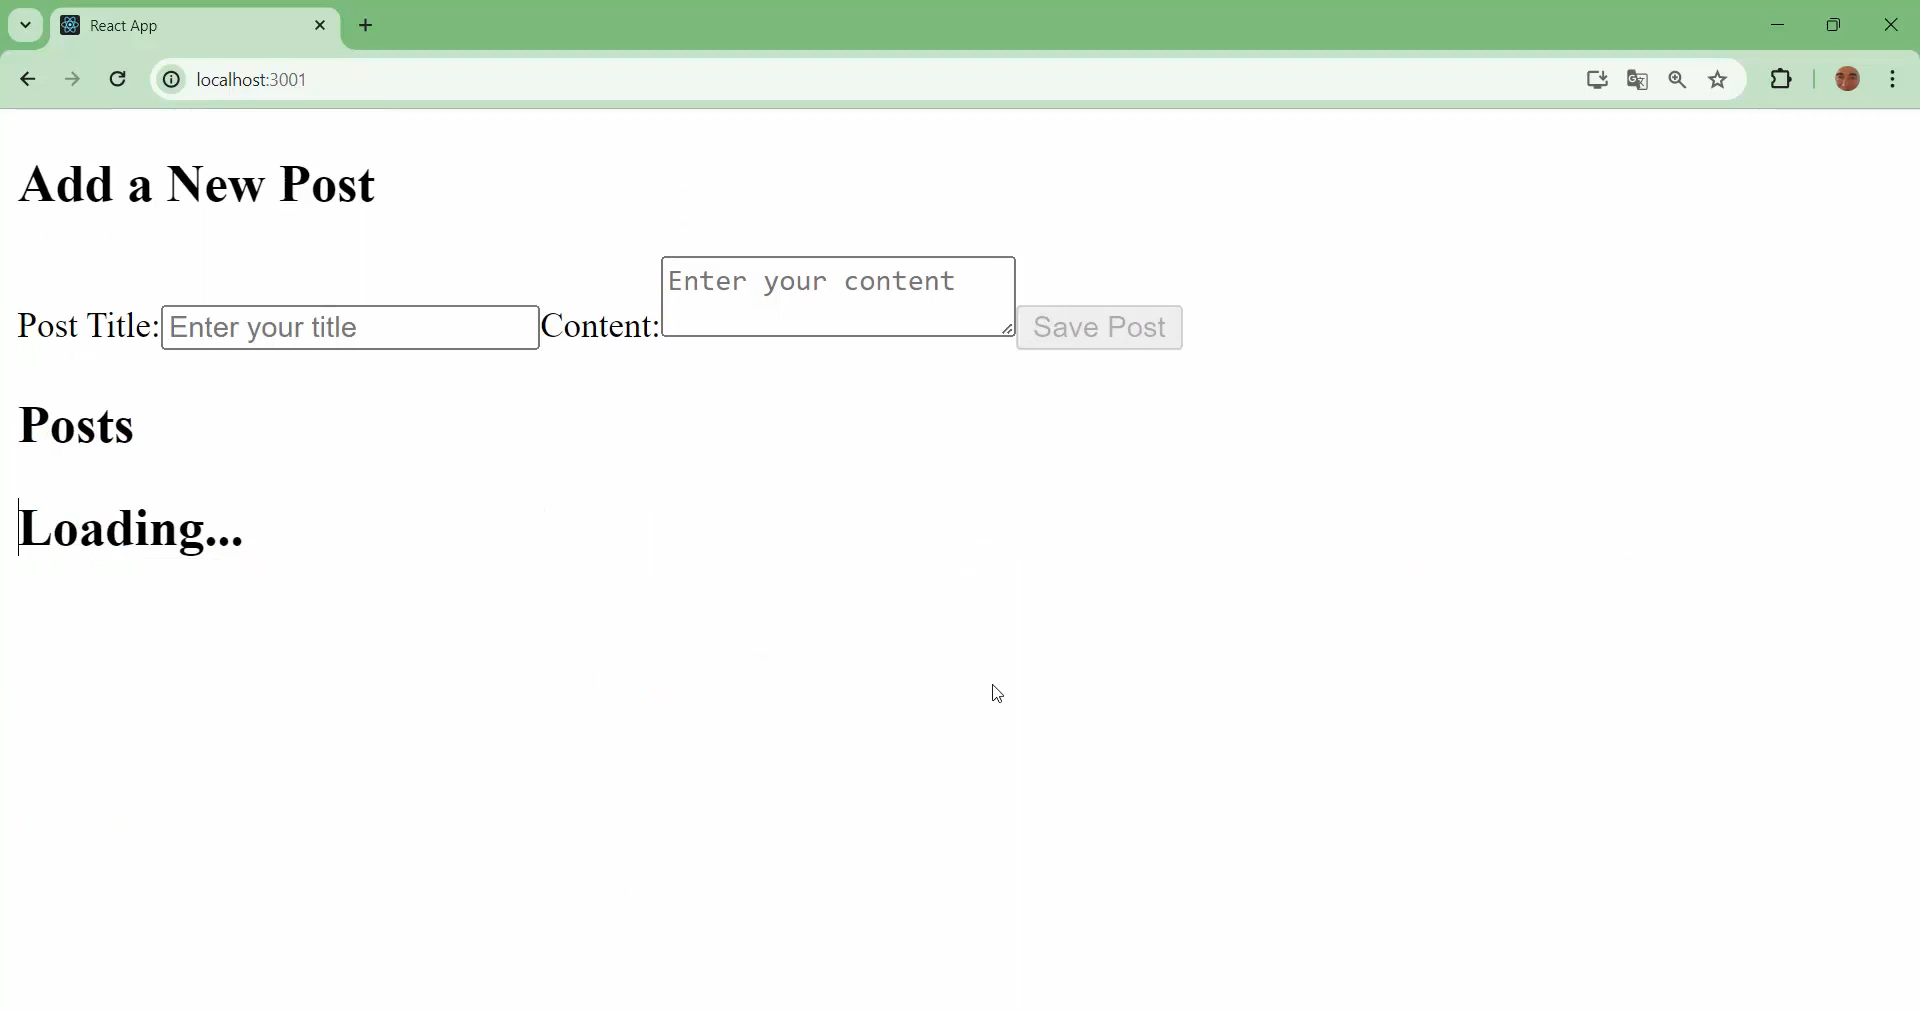 React App
localhost:3001
Add a New Post
Post Title: Enter your title Content: Enter your content Save Post
Posts
Loading...